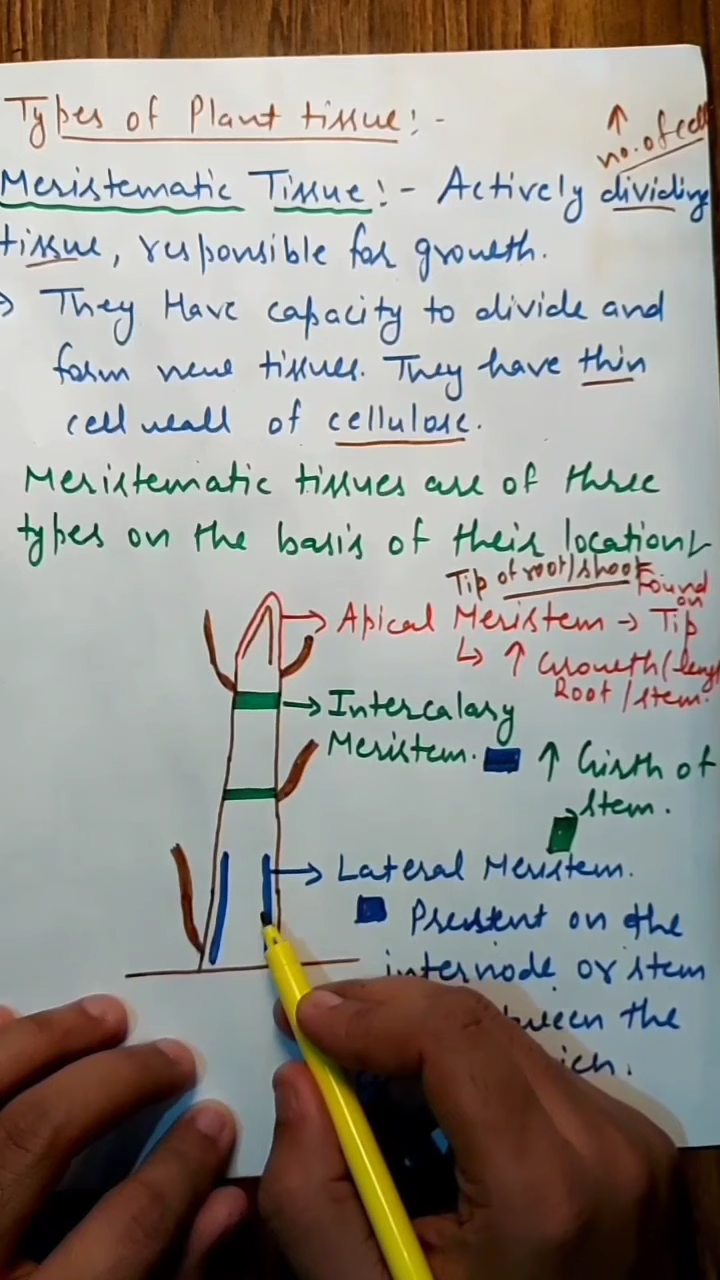 Types of Plant tissue:-
↑
no. of cell
Meristematic Tissue:- Actively dividing
tissue, responsible for growth.
→ They Have capacity to divide and
form new tissues. They have thin
cell wall of cellulose.
Meristematic tissues are of three
types on the basis of their location
Tip of root/shoot
Apical Meristem → Tip
Found on
↳ ↑ Growth (leng
Root/stem.
Intercalary
Meristem.
↑ Girth of
stem.
Lateral Meristem.
Present on the
internode or stem
the